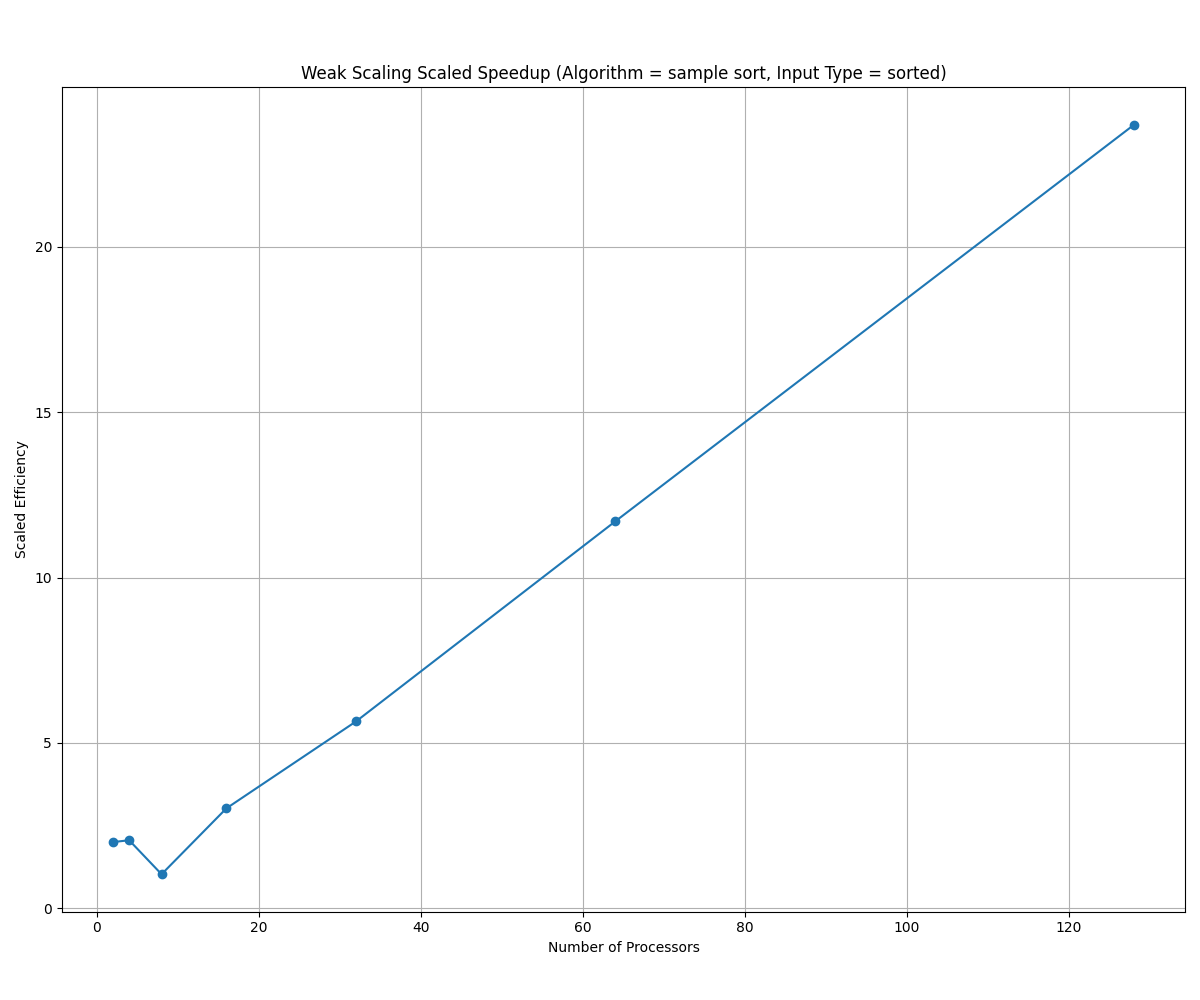 Weak Scaling Scaled Speedup (Algorithm = sample sort, Input Type = sorted)
Scaled Efficiency
20
15
10
5
0
0 20 40 60 80 100 120
Number of Processors